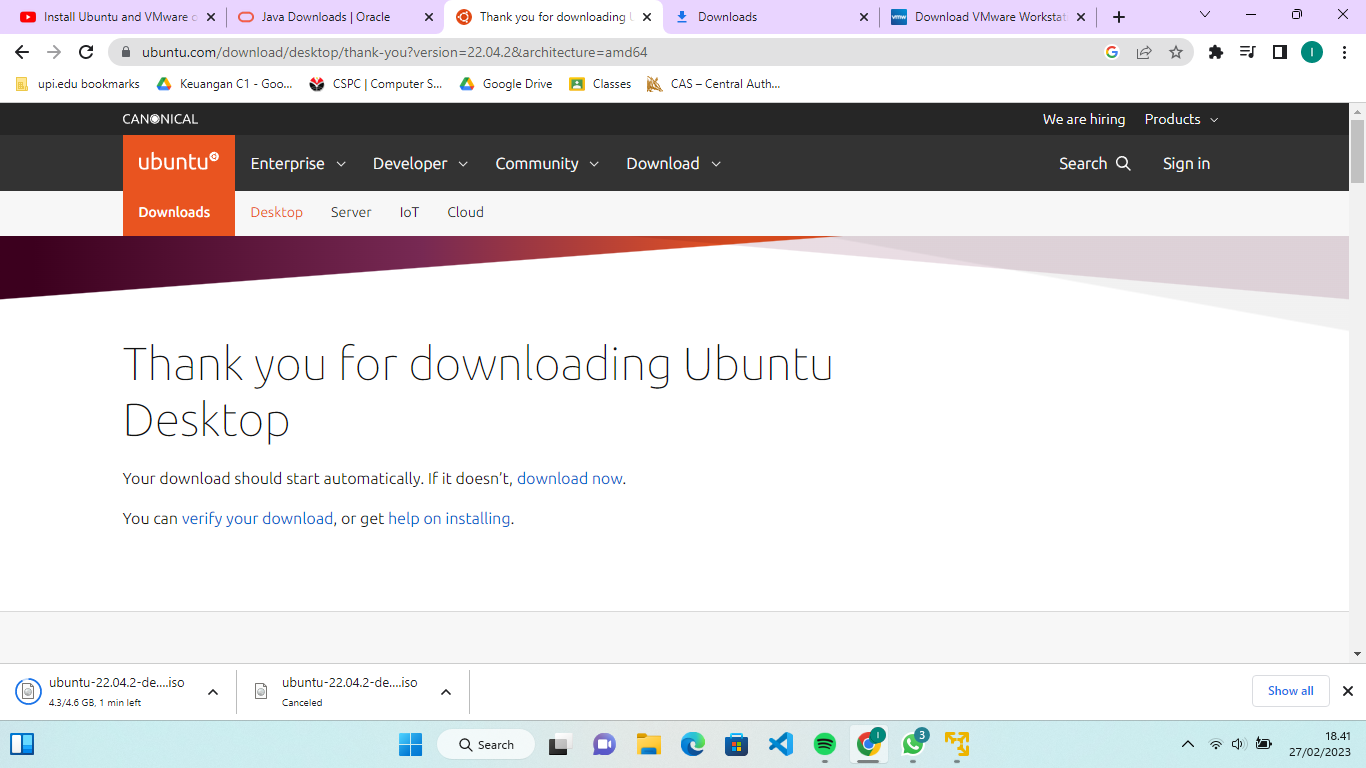 Install Ubuntu and VMware o
Java Downloads | Oracle
Thank you for downloading U
Downloads
vmw
Download VMware Workstat
ubuntu.com/download/desktop/thank-you?version=22.04.2&architecture=amd64
I
upi.edu bookmarks
Keuangan C1 - Goo...
CSPC | Computer S...
Google Drive
Classes
CAS – Central Auth...
CANONICAL
We are hiring
Products
ubuntu
Enterprise
Developer
Community
Download
Search
Sign in
Downloads
Desktop
Server
IoT
Cloud
Thank you for downloading Ubuntu
Desktop
Your download should start automatically. If it doesn’t, download now.
You can verify your download, or get help on installing.
ubuntu-22.04.2-de....iso
4.3/4.6 GB, 1 min left
ubuntu-22.04.2-de....iso
Canceled
Show all
Search
I
3
18.41
27/02/2023